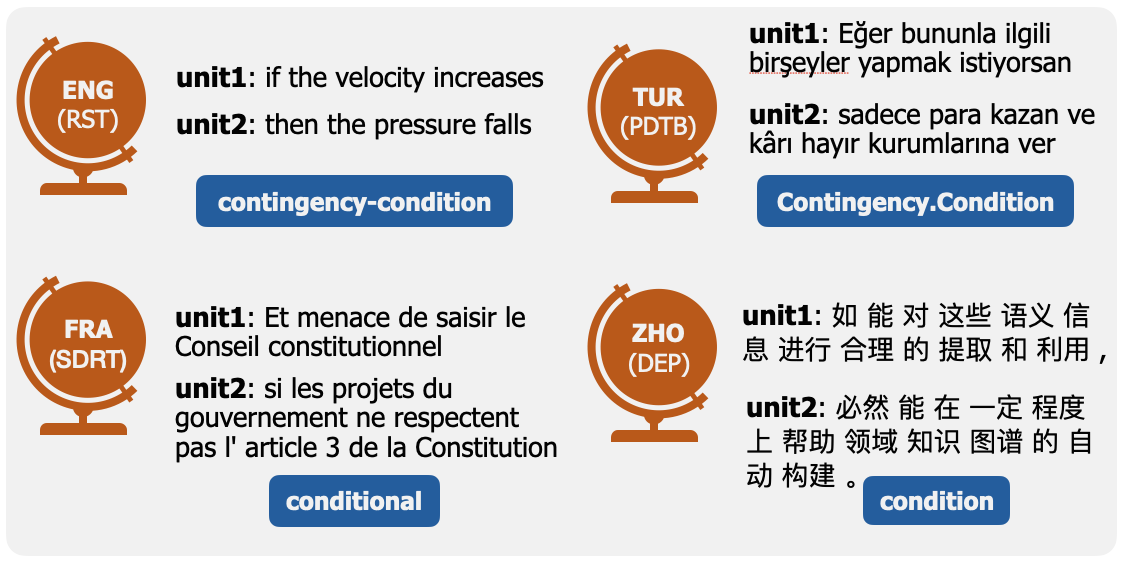 ENG
(RST)
unit1: if the velocity increases
unit2: then the pressure falls
contingency-condition
TUR
(PDTB)
unit1: Eğer bununla ilgili
birşeyler yapmak istiyorsan
unit2: sadece para kazan ve
kârı hayır kurumlarına ver
Contingency.Condition
FRA
(SDRT)
unit1: Et menace de saisir le
Conseil constitutionnel
unit2: si les projets du
gouvernement ne respectent
pas l' article 3 de la Constitution
conditional
ZHO
(DEP)
unit1: 如 能 对 这些 语义 信
息 进行 合理 的 提取 和 利用 ,
unit2: 必然 能 在 一定 程度
上 帮助 领域 知识 图谱 的 自
动 构建 。
condition